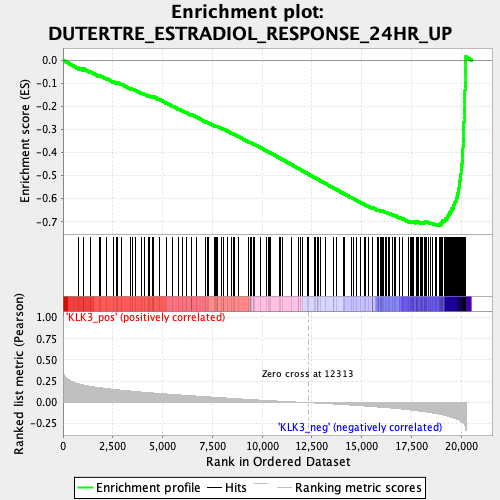 Enrichment plot:
DUTERTRE_ESTRADIOL_RESPONSE_24HR_UP
Enrichment score (ES)
0.0
-0.1
-0.2
-0.3
-0.4
-0.5
-0.6
-0.7
Ranked list metric (Pearson)
1.00
0.75
0.50
0.25
0.00
-0.25
'KLK3_pos' (positively correlated)
Zero cross at 12313
'KLK3_neg' (negatively correlated)
0 2,500 5,000 7,500 10,000 12,500 15,000 17,500 20,000
Rank in Ordered Dataset
Enrichment profile Hits Ranking metric scores